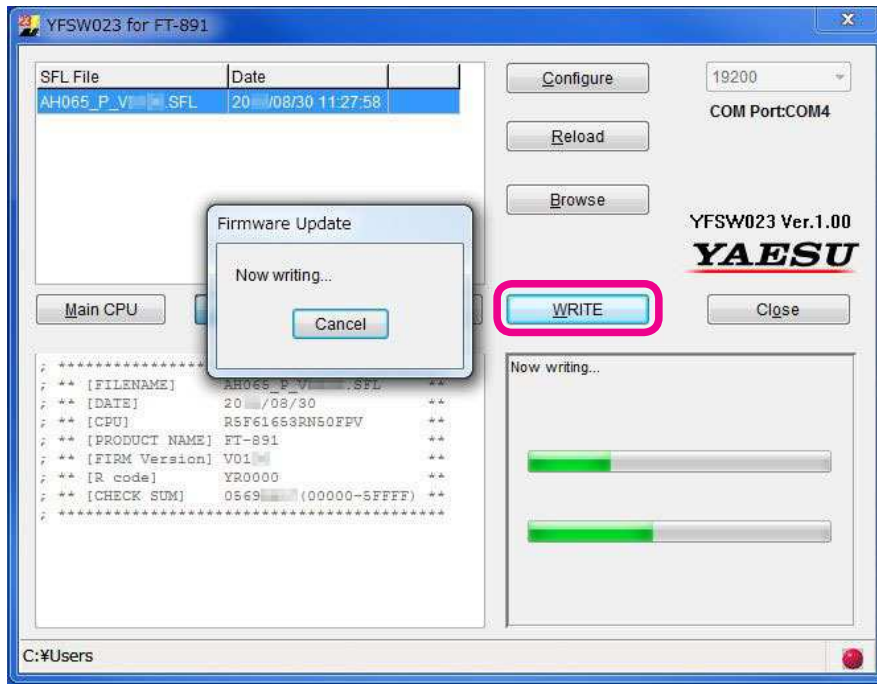 YFSW023 for FT-891
SFL File Date
AH065_P_V .SFL 20 /08/30 11:27:58
Configure
19200
COM Port:COM4
Reload
Browse
YFSW023 Ver.1.00
YAESU
Firmware Update
Now writing...
Cancel
Main CPU
WRITE
Close
; *****************
; ** [FILENAME] AH065_P_V .SFL **
; ** [DATE] 20 /08/30 **
; ** [CPU] R5F61653RN50FPV **
; ** [PRODUCT NAME] FT-891 **
; ** [FIRM Version] V01 **
; ** [R code] YR0000 **
; ** [CHECK SUM] 0569 (00000-5FFFF) **
; ******************************************
Now writing...
C:¥Users